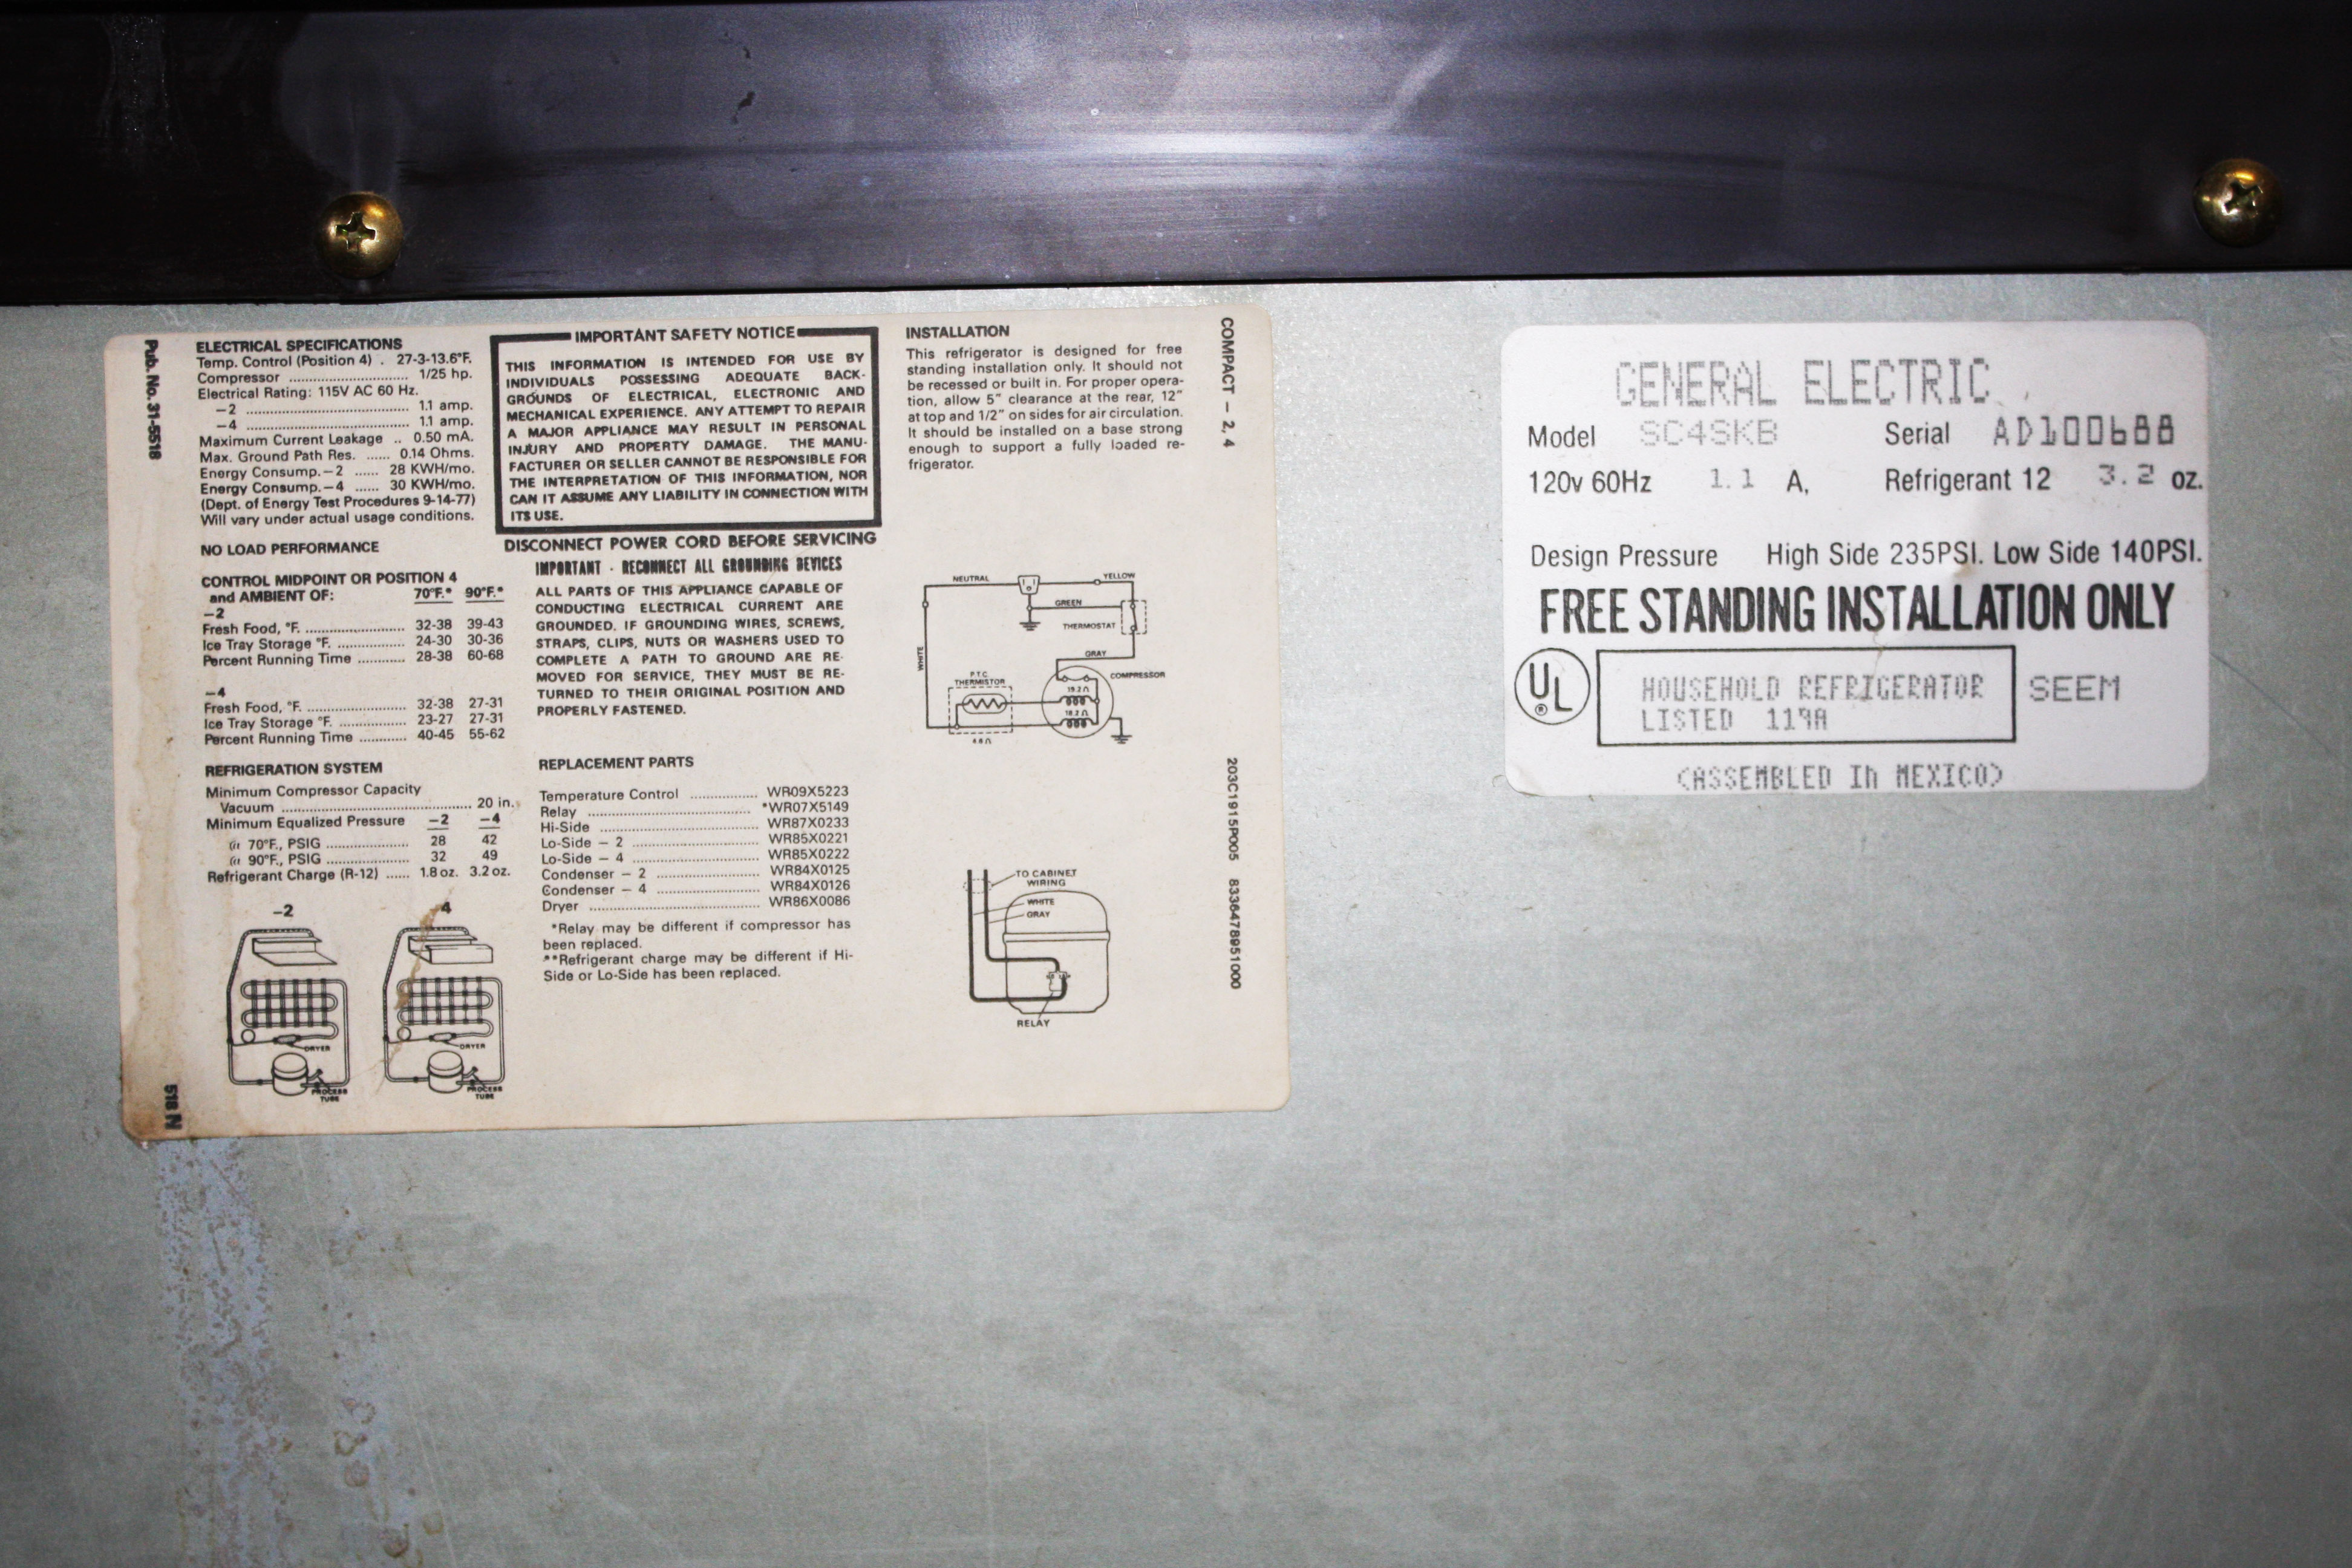 Pub. No. 31-5518
518 N
ELECTRICAL SPECIFICATIONS
Temp. Control (Position 4) . 27-3-13.6°F.
Compressor .............................. 1/25 hp.
Electrical Rating: 115V AC 60 Hz.
–2 ......................................... 1.1 amp.
–4 ......................................... 1.1 amp.
Maximum Current Leakage .. 0.50 mA.
Max. Ground Path Res. ...... 0.14 Ohms.
Energy Consump.–2 ...... 28 KWH/mo.
Energy Consump.–4 ...... 30 KWH/mo.
(Dept. of Energy Test Procedures 9-14-77)
Will vary under actual usage conditions.
NO LOAD PERFORMANCE
CONTROL MIDPOINT OR POSITION 4
and AMBIENT OF: 70°F.* 90°F.*
–2
Fresh Food, °F. ......................... 32-38 39-43
Ice Tray Storage °F. ................. 24-30 30-36
Percent Running Time ............ 28-38 60-68
–4
Fresh Food, °F. ......................... 32-38 27-31
Ice Tray Storage °F. ................. 23-27 27-31
Percent Running Time ............ 40-45 55-62
REFRIGERATION SYSTEM
Minimum Compressor Capacity
Vacuum ................................................ 20 in.
Minimum Equalized Pressure –2 –4
@ 70°F., PSIG ..................... 28 42
@ 90°F., PSIG ..................... 32 49
Refrigerant Charge (R-12) ...... 1.8 oz. 3.2 oz.
–2
4
DRYER
PROCESS
TUBE
DRYER
PROCESS
TUBE
IMPORTANT SAFETY NOTICE
THIS INFORMATION IS INTENDED FOR USE BY
INDIVIDUALS POSSESSING ADEQUATE BACK-
GROUNDS OF ELECTRICAL, ELECTRONIC AND
MECHANICAL EXPERIENCE. ANY ATTEMPT TO REPAIR
A MAJOR APPLIANCE MAY RESULT IN PERSONAL
INJURY AND PROPERTY DAMAGE. THE MANU-
FACTURER OR SELLER CANNOT BE RESPONSIBLE FOR
THE INTERPRETATION OF THIS INFORMATION, NOR
CAN IT ASSUME ANY LIABILITY IN CONNECTION WITH
ITS USE.
DISCONNECT POWER CORD BEFORE SERVICING
IMPORTANT - RECONNECT ALL GROUNDING DEVICES
ALL PARTS OF THIS APPLIANCE CAPABLE OF
CONDUCTING ELECTRICAL CURRENT ARE
GROUNDED. IF GROUNDING WIRES, SCREWS,
STRAPS, CLIPS, NUTS OR WASHERS USED TO
COMPLETE A PATH TO GROUND ARE RE-
MOVED FOR SERVICE, THEY MUST BE RE-
TURNED TO THEIR ORIGINAL POSITION AND
PROPERLY FASTENED.
REPLACEMENT PARTS
Temperature Control ................. WR09X5223
Relay ......................................... *WR07X5149
Hi-Side ........................................ WR87X0233
Lo-Side – 2 ................................ WR85X0221
Lo-Side – 4 ................................ WR85X0222
Condenser – 2 .......................... WR84X0125
Condenser – 4 .......................... WR84X0126
Dryer ........................................... WR86X0086
*Relay may be different if compressor has
been replaced.
**Refrigerant charge may be different if Hi-
Side or Lo-Side has been replaced.
INSTALLATION
This refrigerator is designed for free
standing installation only. It should not
be recessed or built in. For proper opera-
tion, allow 5" clearance at the rear, 12"
at top and 1/2" on sides for air circulation.
It should be installed on a base strong
enough to support a fully loaded re-
frigerator.
NEUTRAL
YELLOW
GREEN
THERMOSTAT
GRAY
WHITE
P.T.C.
THERMISTOR
COMPRESSOR
19.2 Ω
18.2 Ω
6.8 Ω
TO CABINET
WIRING
WHITE
GRAY
RELAY
COMPACT – 2, 4
203C1915P005 8336478951000
GENERAL ELECTRIC
Model SC4SKB Serial AD100688
120v 60Hz 1.1 A, Refrigerant 12 3.2 oz.
Design Pressure High Side 235PSI. Low Side 140PSI.
FREE STANDING INSTALLATION ONLY
UL ®
HOUSEHOLD REFRIGERATOR SEEM
LISTED 119A
(ASSEMBLED In MEXICO)